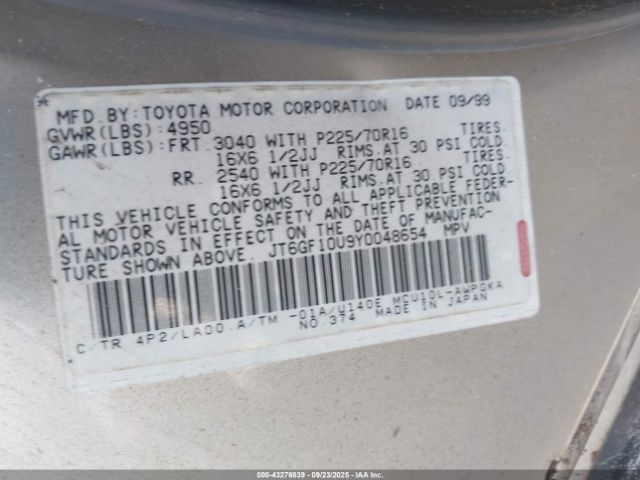 MFD. BY: TOYOTA MOTOR CORPORATION DATE 09/99
GVWR(LBS):4950
GAWR(LBS):FRT. 3040 WITH P225/70R16 TIRES.
16X6 1/2JJ RIMS.AT 30 PSI COLD.
RR. 2540 WITH P225/70R16 TIRES.
16X6 1/2JJ RIMS.AT 30 PSI COLD.
THIS VEHICLE CONFORMS TO ALL APPLICABLE FEDER-
AL MOTOR VEHICLE SAFETY AND THEFT PREVENTION
STANDARDS IN EFFECT ON THE DATE OF MANUFAC-
TURE SHOWN ABOVE. JT6GF10U9Y0048654 MPV
C/TR 4P2/LA00 A/TM -01A/U140E MCU10L-AWPGKA
NO.374 MADE IN JAPAN
000-43276839 - 09/23/2025 - IAAI.COM